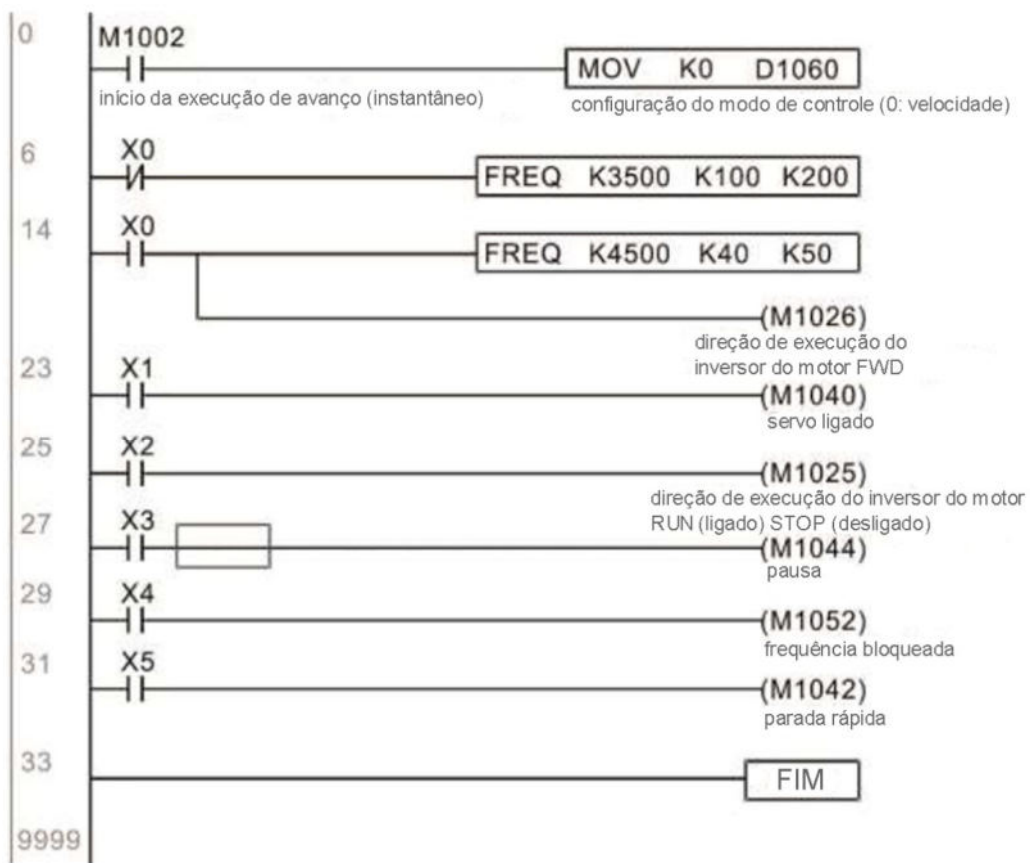 0
M1002
MOV K0 D1060
início da execução de avanço (instantâneo)
configuração do modo de controle (0: velocidade)
6
X0
FREQ K3500 K100 K200
14
X0
FREQ K4500 K40 K50
(M1026)
direção de execução do
inversor do motor FWD
23
X1
(M1040)
servo ligado
25
X2
(M1025)
direção de execução do inversor do motor
RUN (ligado) STOP (desligado)
27
X3
(M1044)
pausa
29
X4
(M1052)
frequência bloqueada
31
X5
(M1042)
parada rápida
33
FIM
9999